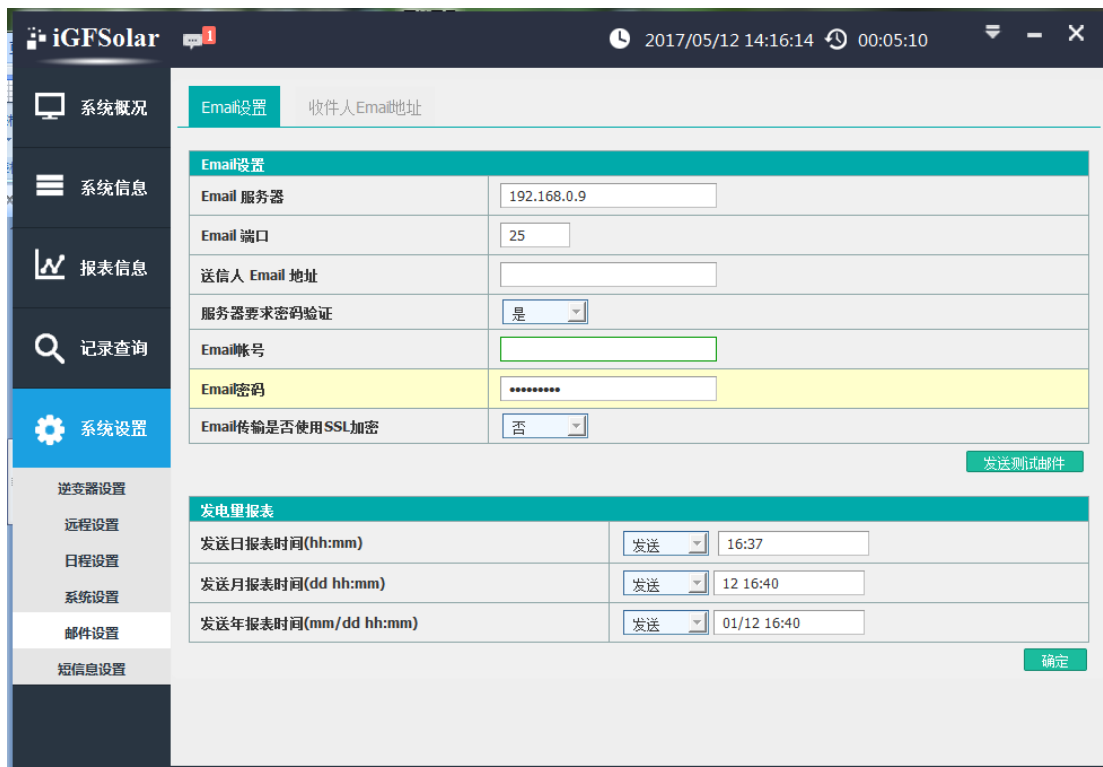 iGFSolar 1 2017/05/12 14:16:14 00:05:10
系统概况
系统信息
报表信息
记录查询
系统设置
逆变器设置
远程设置
日程设置
系统设置
邮件设置
短信息设置
Email设置 收件人Email地址
Email设置
Email 服务器 192.168.0.9
Email 端口 25
送信人 Email 地址
服务器要求密码验证 是
Email帐号
Email密码 •••••••••
Email传输是否使用SSL加密 否
发送测试邮件
发电里报表
发送日报表时间(hh:mm) 发送 16:37
发送月报表时间(dd hh:mm) 发送 12 16:40
发送年报表时间(mm/dd hh:mm) 发送 01/12 16:40
确定